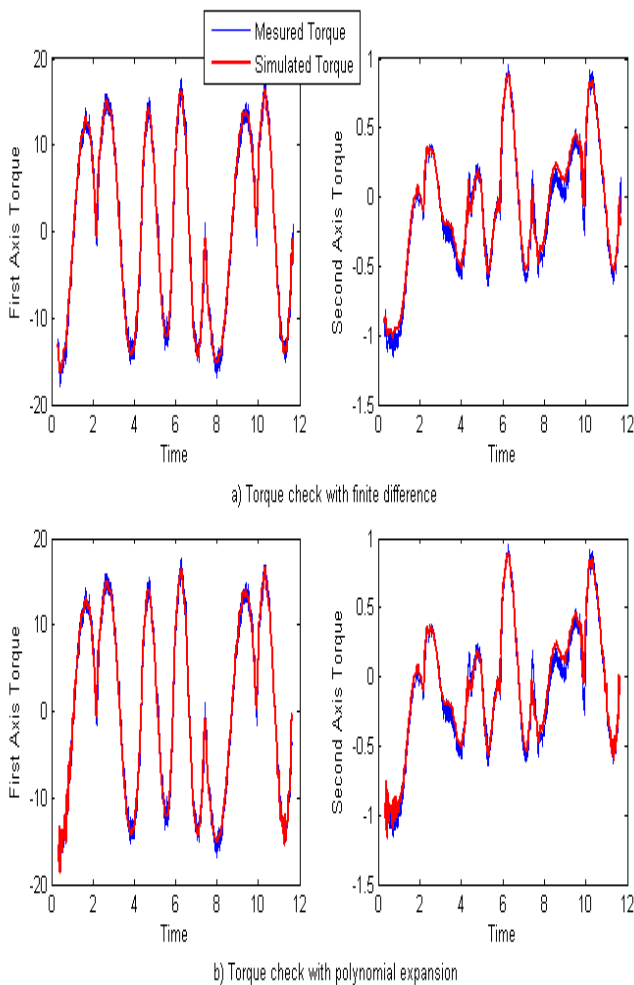 Mesured Torque
Simulated Torque
First Axis Torque
20
10
0
-10
-20
0 2 4 6 8 10 12
Time
Second Axis Torque
1
0.5
0
-0.5
-1
-1.5
0 2 4 6 8 10 12
Time
a) Torque check with finite difference
First Axis Torque
20
10
0
-10
-20
0 2 4 6 8 10 12
Time
Second Axis Torque
1
0.5
0
-0.5
-1
-1.5
0 2 4 6 8 10 12
Time
b) Torque check with polynomial expansion